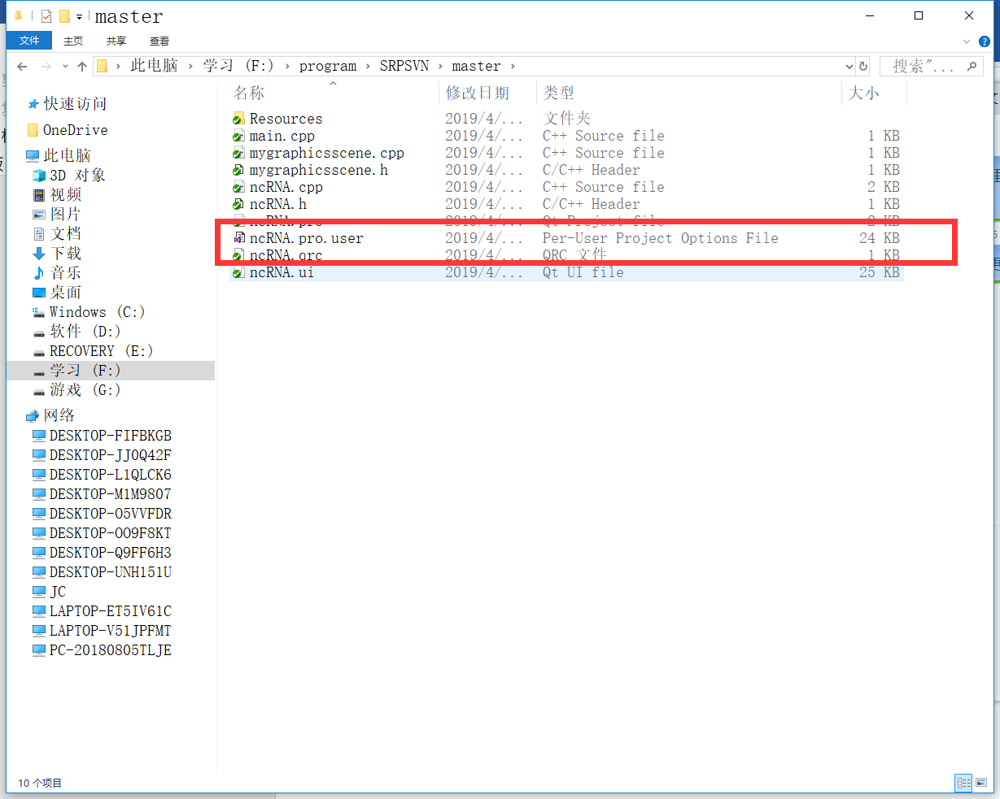 master
文件 主页 共享 查看
此电脑 › 学习 (F:) › program › SRPSVN › master ›
搜索"...
快速访问
OneDrive
此电脑
3D 对象
视频
图片
文档
下载
音乐
桌面
Windows (C:)
软件 (D:)
RECOVERY (E:)
学习 (F:)
游戏 (G:)
网络
DESKTOP-FIFBKGB
DESKTOP-JJ0Q42F
DESKTOP-L1QLCK6
DESKTOP-M1M9807
DESKTOP-O5VVFDR
DESKTOP-OO9F8KT
DESKTOP-Q9FF6H3
DESKTOP-UNH151U
JC
LAPTOP-ET5IV61C
LAPTOP-V51JPFMT
PC-20180805TLJE
名称 修改日期 类型 大小
Resources 2019/4/... 文件夹
main.cpp 2019/4/... C++ Source file 1 KB
mygraphicsscene.cpp 2019/4/... C++ Source file 1 KB
mygraphicsscene.h 2019/4/... C/C++ Header 1 KB
ncRNA.cpp 2019/4/... C++ Source file 2 KB
ncRNA.h 2019/4/... C/C++ Header 1 KB
ncRNA.pro 2019/4/... Qt Project file 2 KB
ncRNA.pro.user 2019/4/... Per-User Project Options File 24 KB
ncRNA.qrc 2019/4/... QRC 文件 1 KB
ncRNA.ui 2019/4/... Qt UI file 25 KB
10 个项目